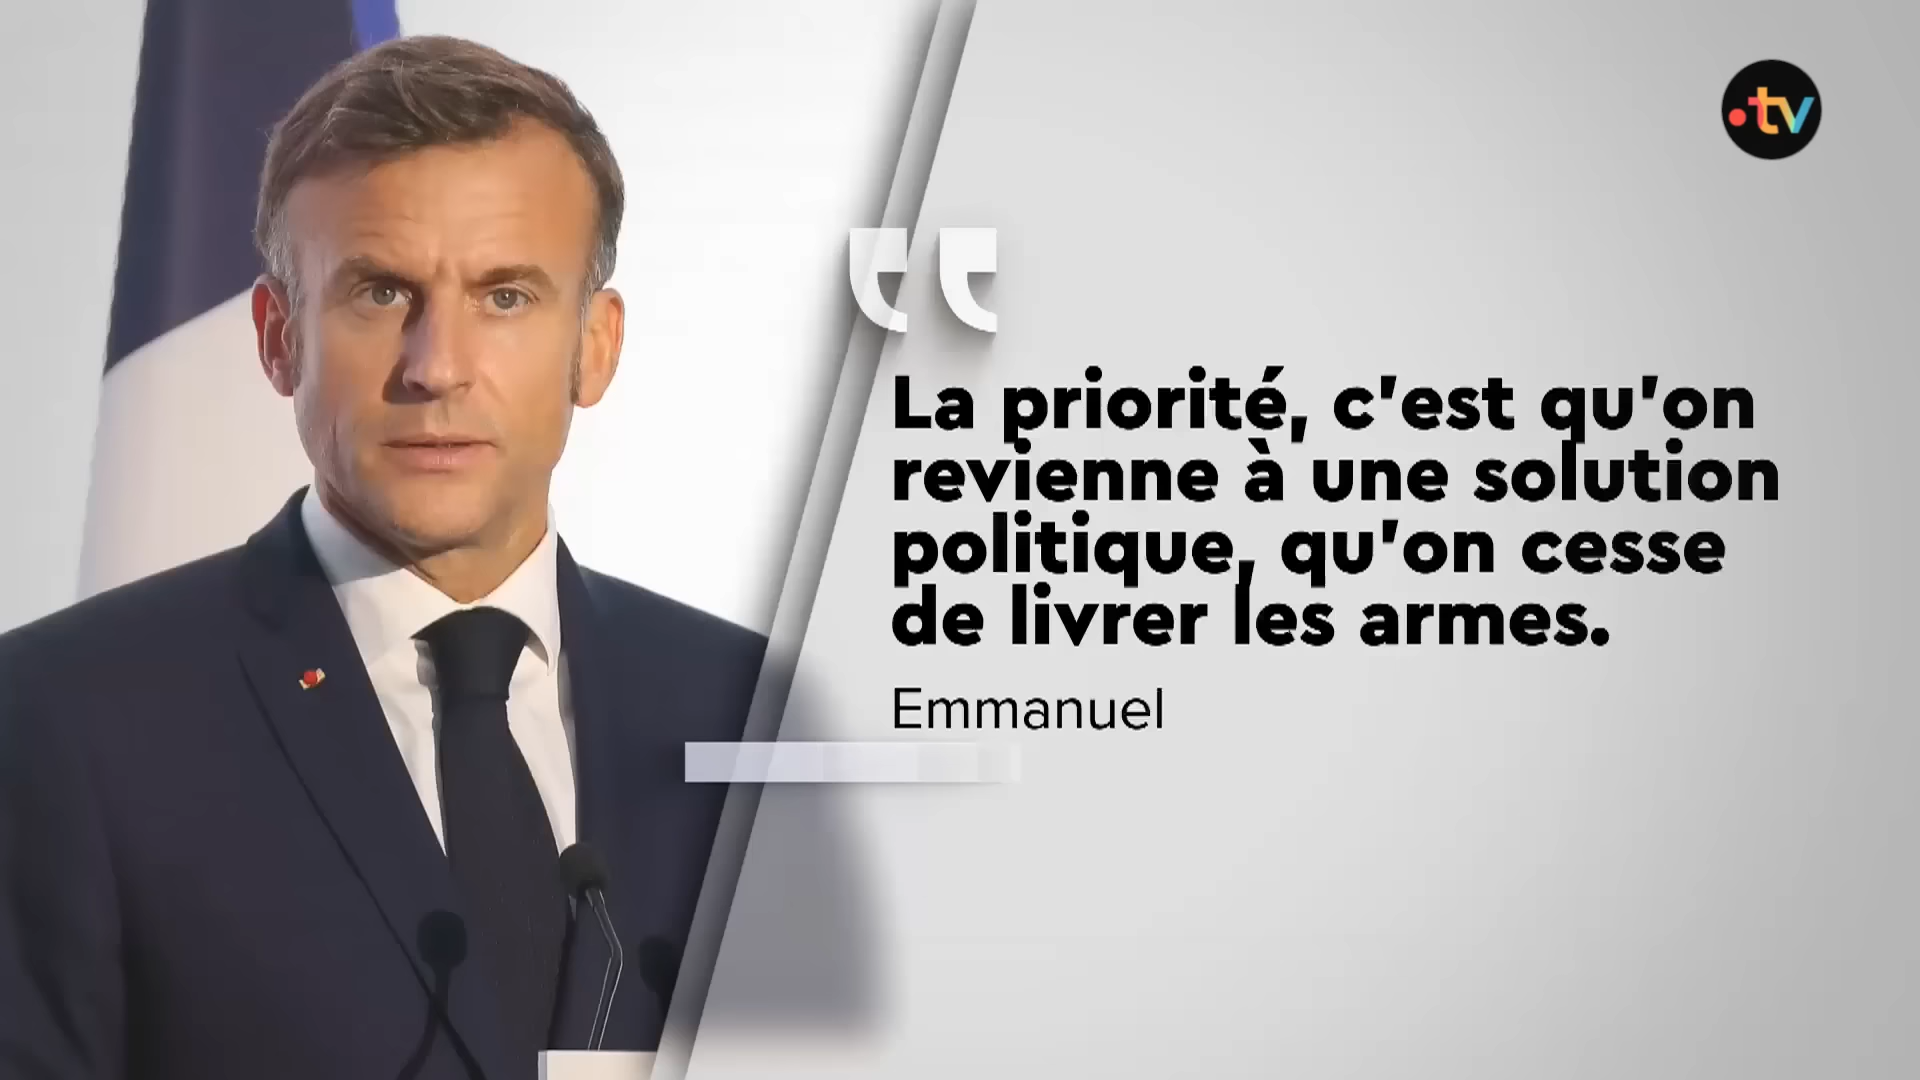 .tv
La priorité, c'est qu'on
revienne à une solution
politique, qu'on cesse
de livrer les armes.
Emmanuel